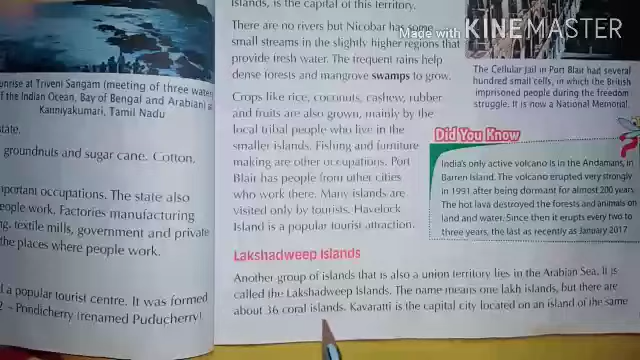 Made with KINEMASTER
unrise at Triveni Sangam (meeting of three water
f the Indian Ocean, Bay of Bengal and Arabian) a
Kanniyakumari, Tamil Nadu
state.
groundnuts and sugar cane. Cotton,
portant occupations. The state also
eople work. Factories manufacturing
ng, textile mills, government and private
the places where people work.
d a popular tourist centre. It was formed
2 – Pondicherry (renamed Puducherry).
islands, is the capital of this territory.
There are no rivers but Nicobar has some
small streams in the slightly higher regions that
provide fresh water. The frequent rains help
dense forests and mangrove swamps to grow.
Crops like rice, coconuts, cashew, rubber
and fruits are also grown, mainly by the
local tribal people who live in the
smaller islands. Fishing and furniture
making are other occupations. Port
Blair has people from other cities
who work there. Many islands are
visited only by tourists. Havelock
Island is a popular tourist attraction.
The Cellular Jail in Port Blair had several
hundred small cells, in which the British
imprisoned people during the freedom
struggle. It is now a National Memorial.
Did You Know
India's only active volcano is in the Andamans, in
Barren Island. The volcano erupted very strongly
in 1991 after being dormant for almost 200 years.
The hot lava destroyed the forests and animals on
land and water. Since then it erupts every two to
three years, the last as recently as January 2017
Lakshadweep Islands
Another group of islands that is also a union territory lies in the Arabian Sea. It is
called the Lakshadweep Islands. The name means one lakh islands, but there are
about 36 coral islands. Kavaratti is the capital city located on an island of the same